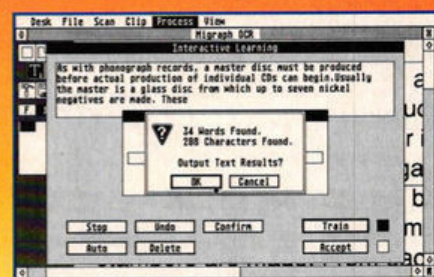 Desk File Scan Clip Process View
Migraph OCR
Interactive Learning
As with phonograph records, a master disc must be produced
before actual production of individual CDs can begin.Usually
the master is a glass disc from which up to seven nickel
negatives are made. These
34 Words Found.
208 Characters Found.
Output Text Results?
OK Cancel
Stop Undo Confirm Train
Auto Delete Accept